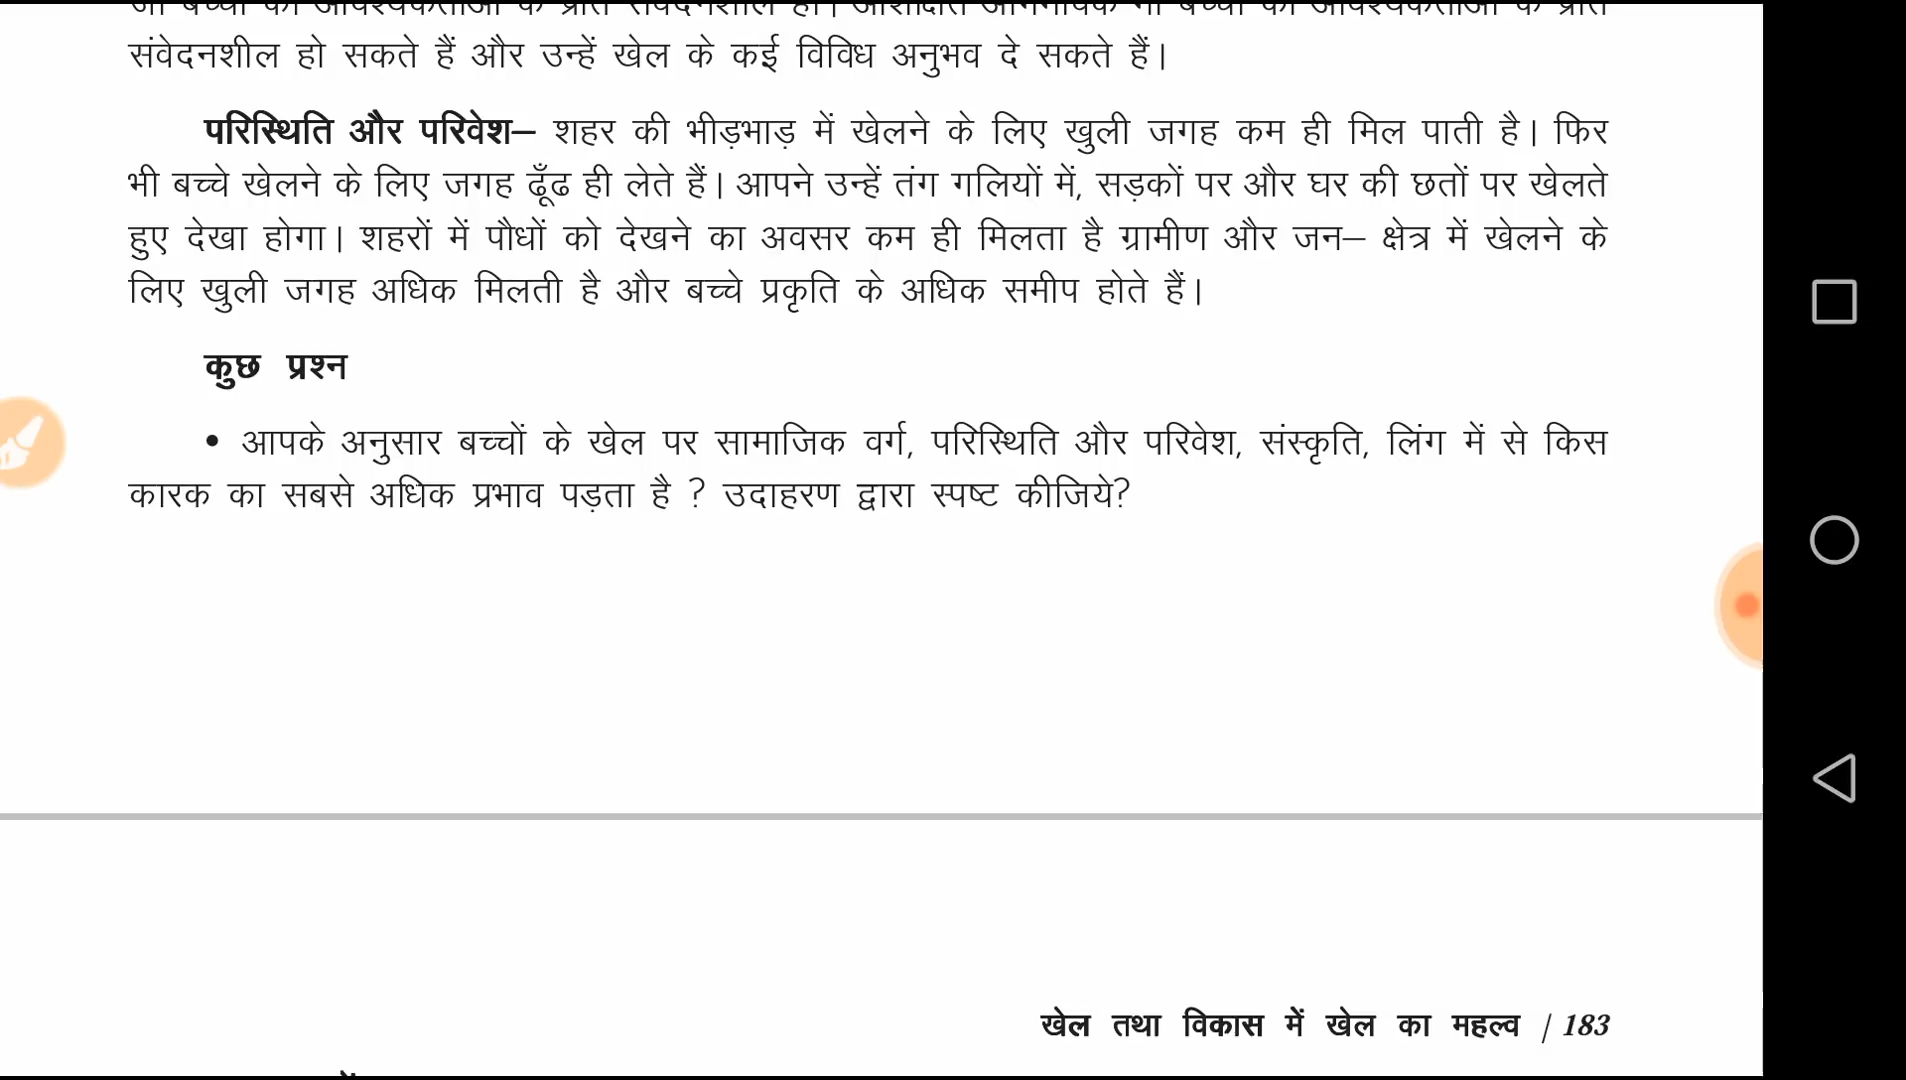 संवेदनशील हो सकते हैं और उन्हें खेल के कई विविध अनुभव दे सकते हैं।
परिस्थिति और परिवेश– शहर की भीड़भाड़ में खेलने के लिए खुली जगह कम ही मिल पाती है। फिर
भी बच्चे खेलने के लिए जगह ढूँढ ही लेते हैं। आपने उन्हें तंग गलियों में, सड़कों पर और घर की छतों पर खेलते
हुए देखा होगा। शहरों में पौधों को देखने का अवसर कम ही मिलता है ग्रामीण और जन– क्षेत्र में खेलने के
लिए खुली जगह अधिक मिलती है और बच्चे प्रकृति के अधिक समीप होते हैं।
कुछ प्रश्न
• आपके अनुसार बच्चों के खेल पर सामाजिक वर्ग, परिस्थिति और परिवेश, संस्कृति, लिंग में से किस
कारक का सबसे अधिक प्रभाव पड़ता है ? उदाहरण द्वारा स्पष्ट कीजिये?
खेल तथा विकास में खेल का महत्व / 183